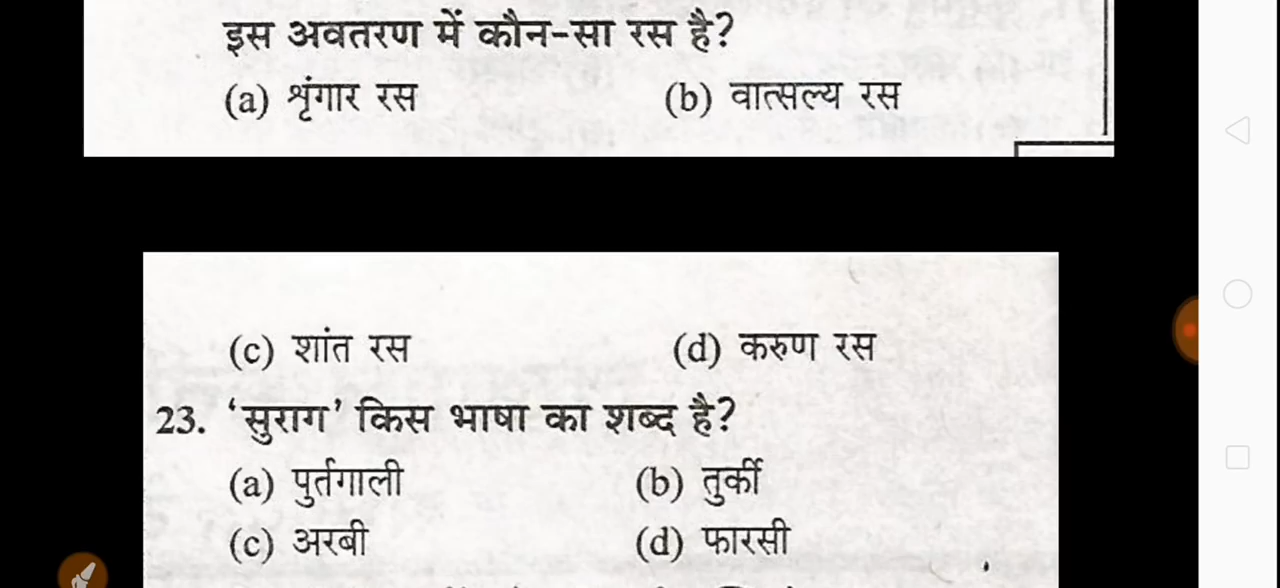 इस अवतरण में कौन-सा रस है?
(a) शृंगार रस (b) वात्सल्य रस
(c) शांत रस (d) करुण रस
23. ‘सुराग’ किस भाषा का शब्द है?
(a) पुर्तगाली (b) तुर्की
(c) अरबी (d) फारसी